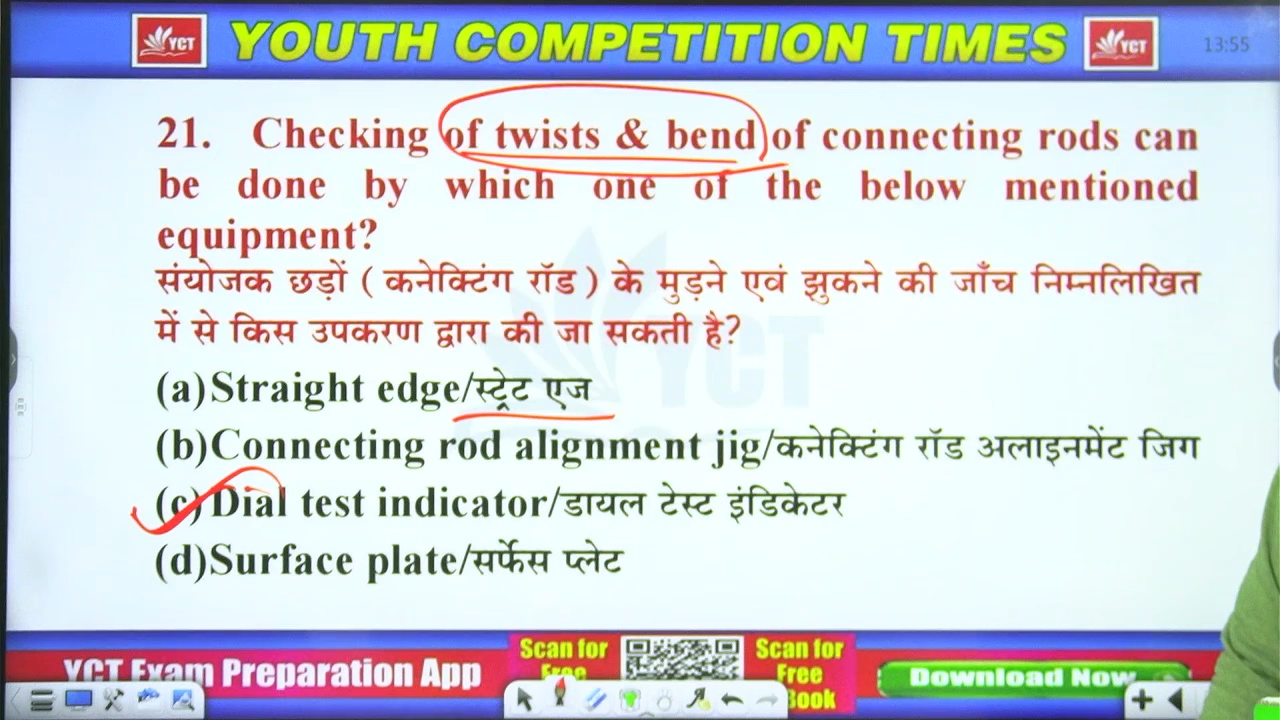 YCT
YOUTH COMPETITION TIMES
YCT
13:55
21. Checking of twists & bend of connecting rods can
be done by which one of the below mentioned
equipment?
संयोजक छड़ों ( कनेक्टिंग रॉड ) के मुड़ने एवं झुकने की जाँच निम्नलिखित
में से किस उपकरण द्वारा की जा सकती है?
(a)Straight edge/स्ट्रेट एज
(b)Connecting rod alignment jig/कनेक्टिंग रॉड अलाइनमेंट जिग
(c)Dial test indicator/डायल टेस्ट इंडिकेटर
(d)Surface plate/सर्फेस प्लेट
YCT
YCT Exam Preparation App
Scan for
Free
Scan for
Free
Book
Download Now